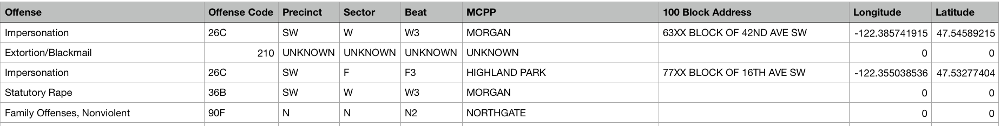 Offense Offense Code Precinct Sector Beat MCPP 100 Block Address Longitude Latitude
Impersonation 26C SW W W3 MORGAN 63XX BLOCK OF 42ND AVE SW -122.385741915 47.54589215
Extortion/Blackmail 210 UNKNOWN UNKNOWN UNKNOWN UNKNOWN 0 0
Impersonation 26C SW F F3 HIGHLAND PARK 77XX BLOCK OF 16TH AVE SW -122.355038536 47.53277404
Statutory Rape 36B SW W W3 MORGAN 0 0
Family Offenses, Nonviolent 90F N N N2 NORTHGATE 0 0